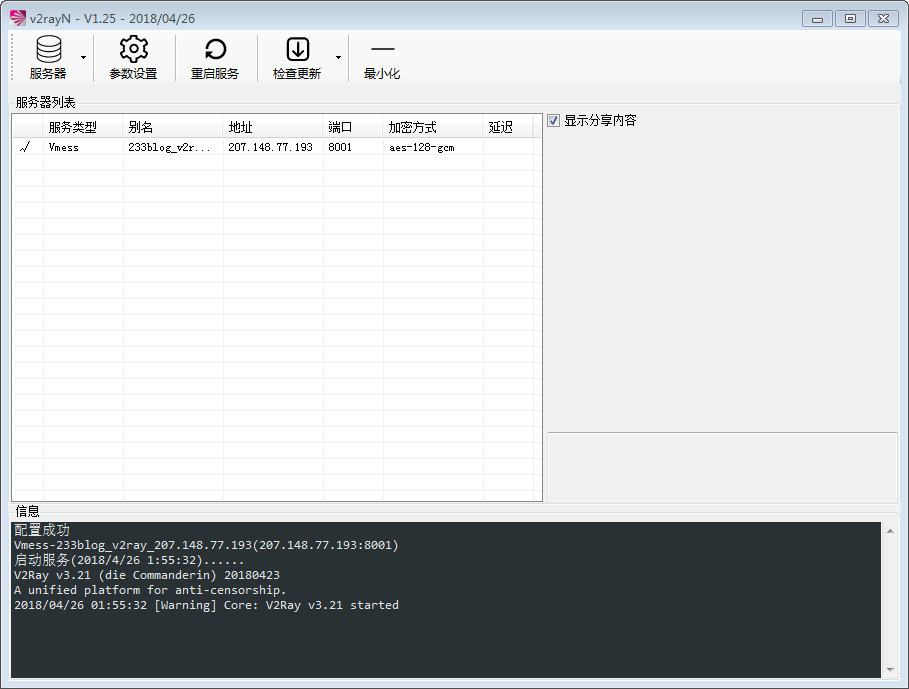 v2rayN - V1.25 - 2018/04/26
服务器 参数设置 重启服务 检查更新 最小化
服务器列表
服务类型 别名 地址 端口 加密方式 延迟
Vmess 233blog_v2r... 207.148.77.193 8001 aes-128-gcm
显示分享内容
信息
配置成功
Vmess-233blog_v2ray_207.148.77.193(207.148.77.193:8001)
启动服务(2018/4/26 1:55:32)......
V2Ray v3.21 (die Commanderin) 20180423
A unified platform for anti-censorship.
2018/04/26 01:55:32 [Warning] Core: V2Ray v3.21 started